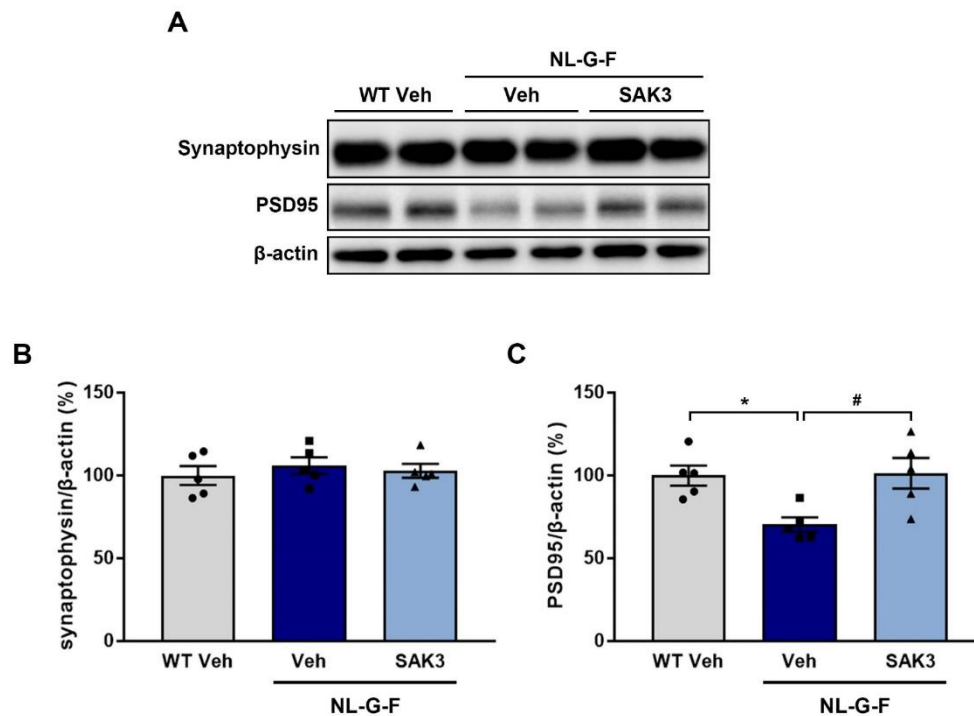 A
NL-G-F
WT Veh Veh SAK3
Synaptophysin
PSD95
β-actin
B
synaptophysin/β-actin (%)
150
100
50
0
WT Veh Veh SAK3
NL-G-F
C
PSD95/β-actin (%)
150
100
50
0
* #
WT Veh Veh SAK3
NL-G-F